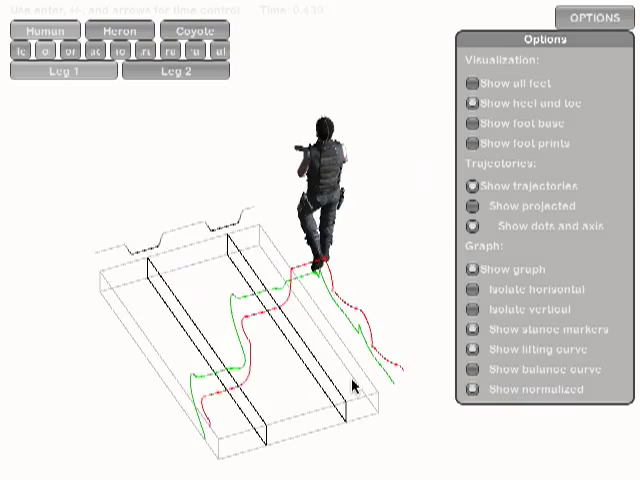 Use enter, +/-, and arrows for time control. Time: 0.439
OPTIONS
Human Heron Coyote
Leg 1 Leg 2
Options
Visualization:
Show all feet
Show heel and toe
Show foot base
Show foot prints
Trajectories:
Show trajectories
Show projected
Show dots and axis
Graph:
Show graph
Isolate horizontal
Isolate vertical
Show stance markers
Show lifting curve
Show balance curve
Show normalized